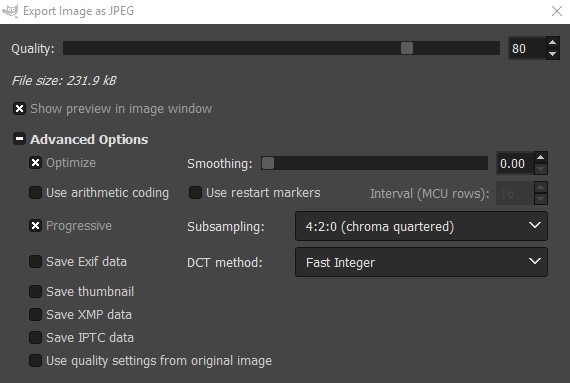 Export Image as JPEG
Quality: 80
File size: 231.9 kB
Show preview in image window
Advanced Options
Optimize Smoothing: 0.00
Use arithmetic coding Use restart markers Interval (MCU rows): 16
Progressive Subsampling: 4:2:0 (chroma quartered)
Save Exif data DCT method: Fast Integer
Save thumbnail
Save XMP data
Save IPTC data
Use quality settings from original image